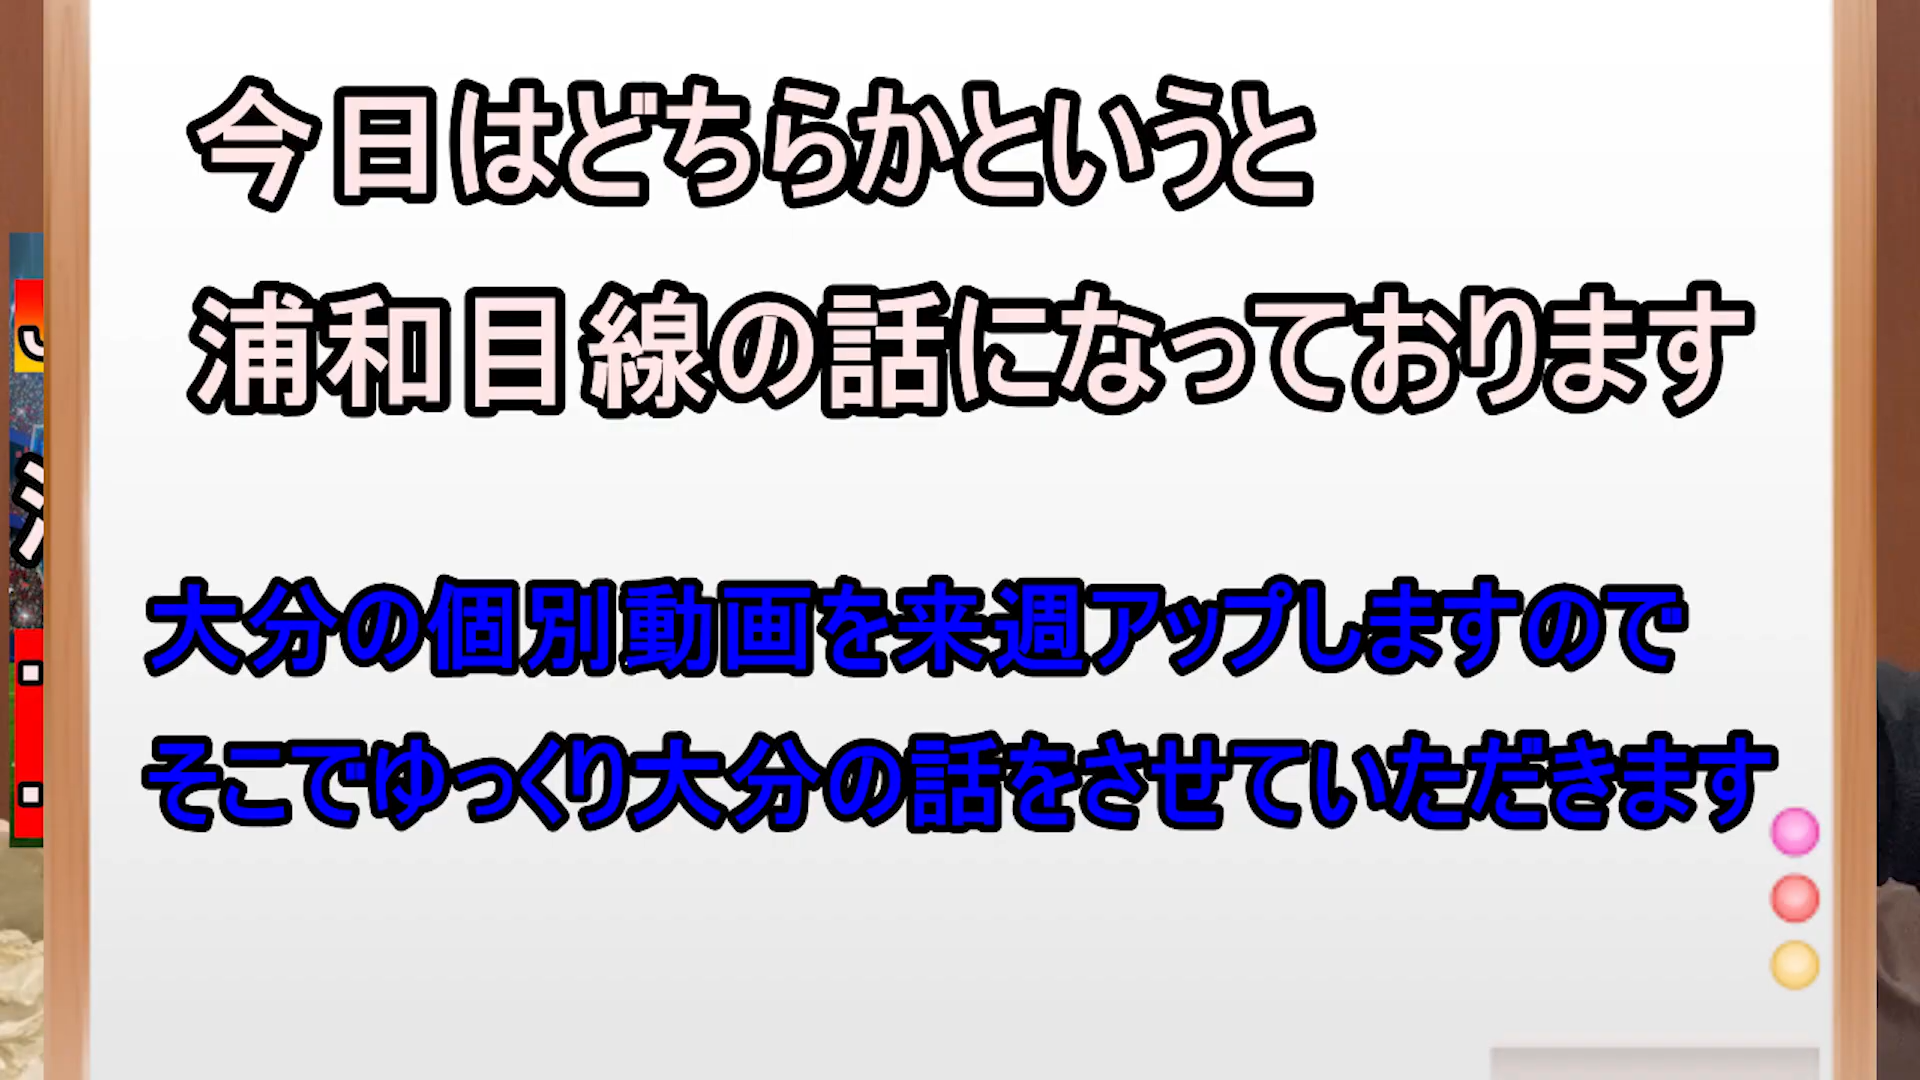 今日はどちらかというと
浦和目線の話になっております
大分の個別動画を来週アップしますので
そこでゆっくり大分の話をさせていただきます